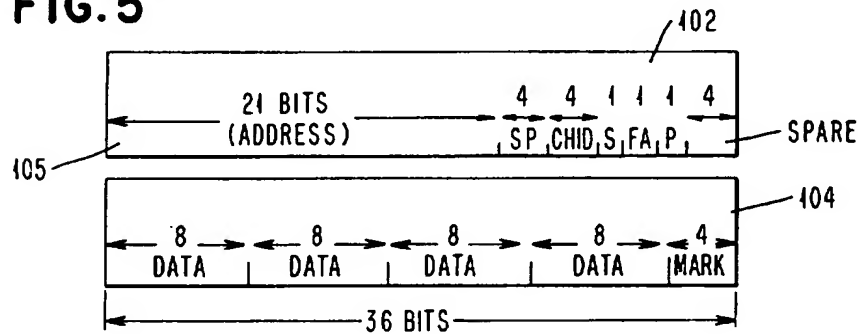 FIG. 5
102
21 BITS 4 4 1 1 1 4
(ADDRESS) SP CHID S FA P SPARE
105
104
8 8 8 8 4
DATA DATA DATA DATA MARK
36 BITS